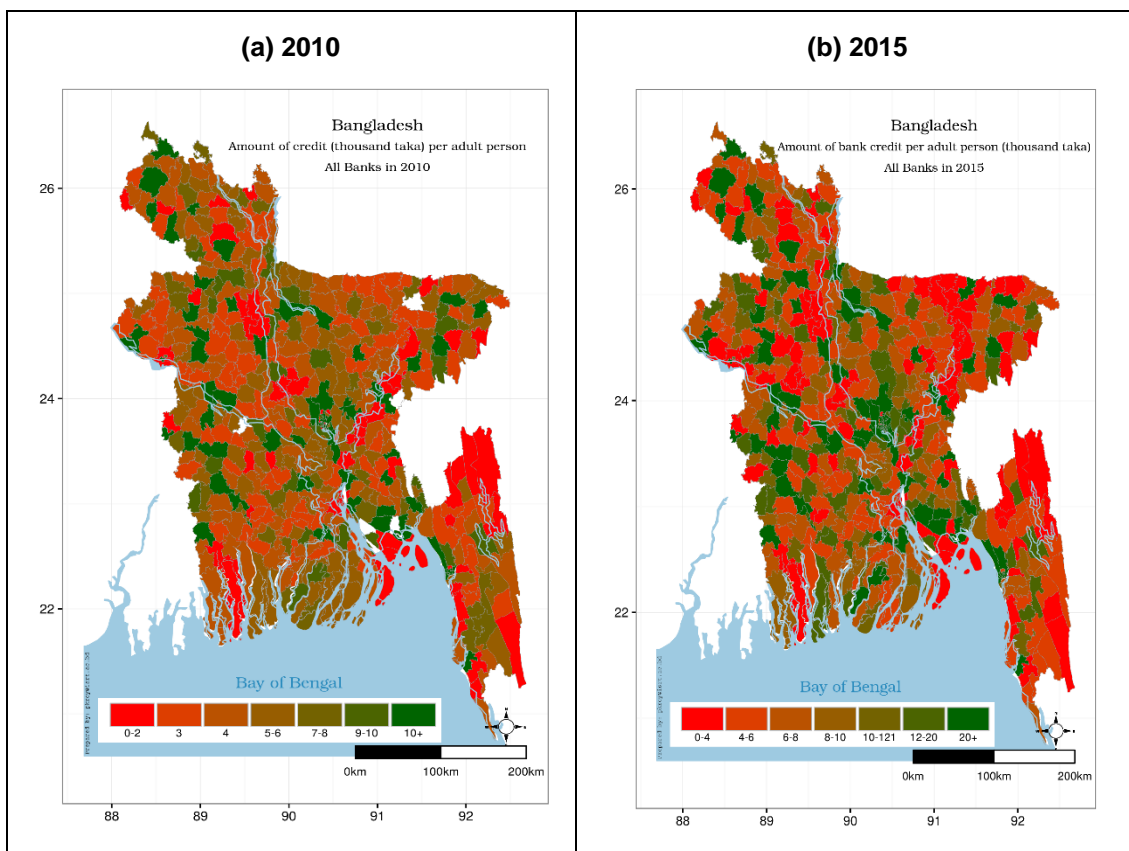 (a) 2010
Bangladesh
Amount of credit (thousand taka) per adult person
All Banks in 2010
26
24
22
Bay of Bengal
0-2
3
4
5-6
7-8
9-10
10+
0km
100km
200km
88
89
90
91
92
(b) 2015
Bangladesh
Amount of bank credit per adult person (thousand taka)
All Banks in 2015
26
24
22
Bay of Bengal
0-4
4-6
6-8
8-10
10-121
12-20
20+
0km
100km
200km
88
89
90
91
92